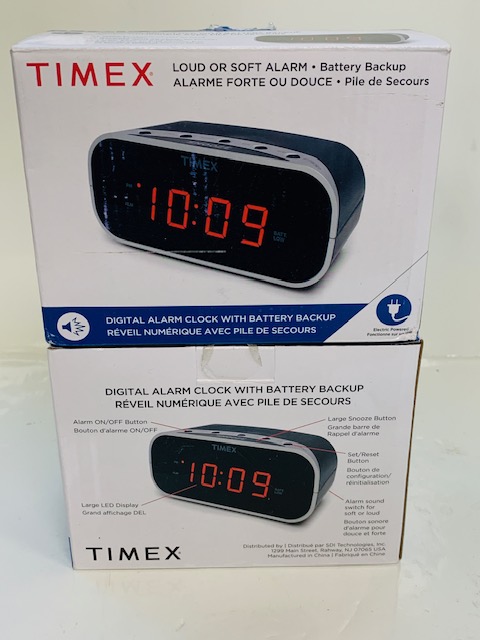 TIMEX
LOUD OR SOFT ALARM • Battery Backup
ALARME FORTE OU DOUCE • Pile de Secours
TIMEX
10:09
BATT.
LOW
DIGITAL ALARM CLOCK WITH BATTERY BACKUP
RÉVEIL NUMÉRIQUE AVEC PILE DE SECOURS
Electric Powered
Fonctionne sur
DIGITAL ALARM CLOCK WITH BATTERY BACKUP
RÉVEIL NUMÉRIQUE AVEC PILE DE SECOURS
Alarm ON/OFF Button
Bouton d'alarme ON/OFF
Large Snooze Button
Grande barre de
Rappel d'alarme
Set/Reset
Button
Bouton de
configuration/
réinitialisation
TIMEX
10:09
Large LED Display
Grand affichage DEL
Alarm sound
switch for
soft or loud
Bouton sonore
d'alarme pour
douce et forte
TIMEX
Distributed by | Distribué par SDI Technologies, Inc.
1299 Main Street, Rahway, NJ 07065 USA
Manufactured in China | Fabriqué en Chine